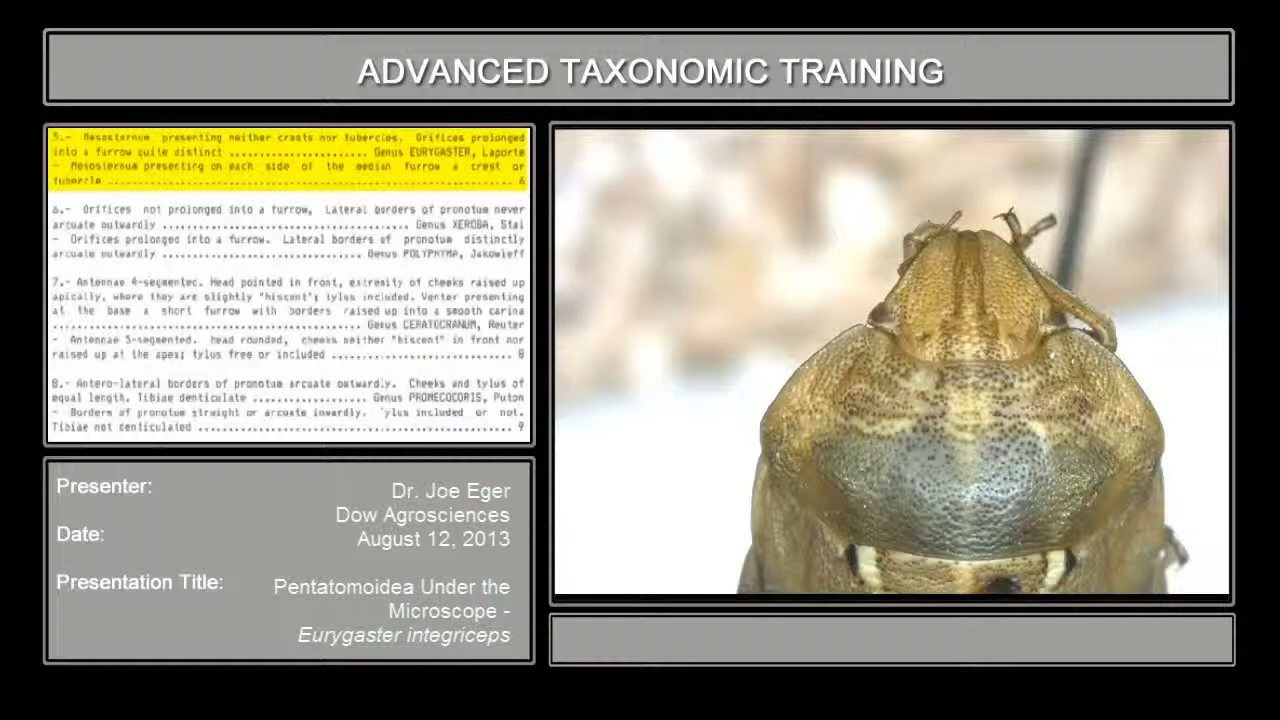 ADVANCED TAXONOMIC TRAINING
5.- Mesosternum presenting neither crests nor tubercles. Orifices prolonged
into a furrow quite distinct ..................... Genus EURYGASTER, Laporte
- Mesosternum presenting on each side of the median furrow a crest or
tubercle ................................................................ 6
6.- Orifices not prolonged into a furrow, Lateral borders of pronotum never
arcuate outwardly ..................................... Genus XEROBA, Stal
- Orifices prolonged into a furrow. Lateral borders of pronotum distinctly
arcuate outwardly .............................. Genus POLYPHYMA, Jakowleff
7.- Antennae 4-segmentec. Head pointed in front, extremity of cheeks raised up
apically, where they are slightly "hiscent"; tylus included. Venter presenting
at the base a short furrow with borders raised up into a smooth carina
................................................ Genus CERATOCRANUM, Reuter
- Antennae 5-segmented. head rounded, cheeks neither "hiscent" in front nor
raised up at the apex; tylus free or included ............................ 8
8.- Antero-lateral borders of pronotum arcuate outwardly. Cheeks and tylus of
equal length. Tibiae denticulate .................. Genus PROMECOCORIS, Puton
- Borders of pronotum straight or arcuate inwardly. Tylus included or not.
Tibiae not denticulated .................................................. 9
Presenter:
Dr. Joe Eger
Dow Agrosciences
Date:
August 12, 2013
Presentation Title:
Pentatomoidea Under the
Microscope -
Eurygaster integriceps